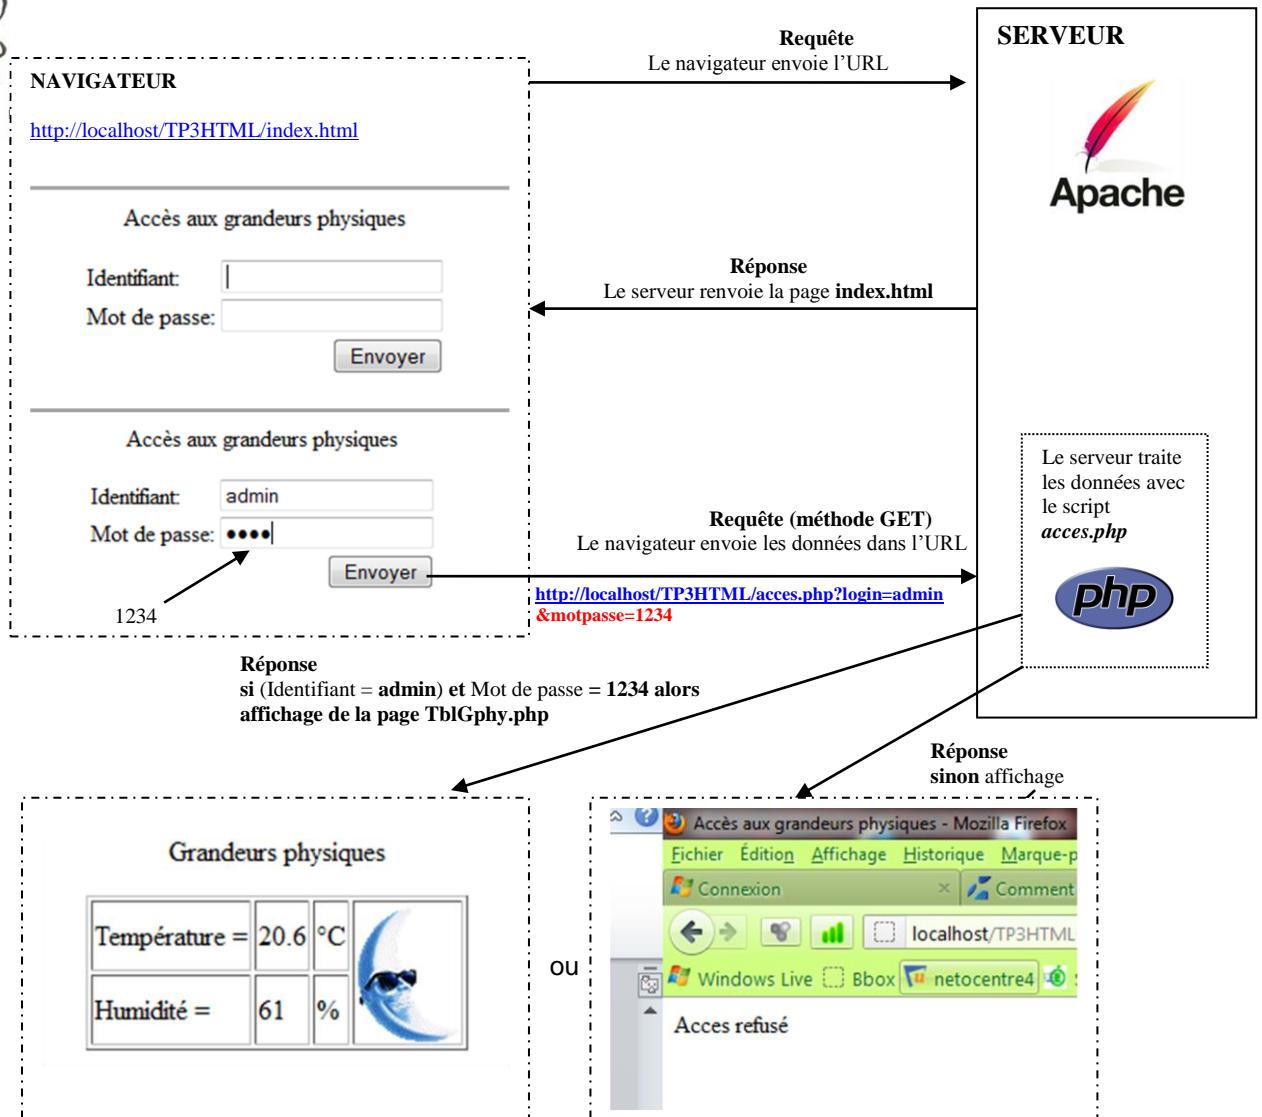 Requête
Le navigateur envoie l'URL
SERVEUR
NAVIGATEUR
http://localhost/TP3HTML/index.html
Apache
Accès aux grandeurs physiques
Identifiant:
Mot de passe:
Envoyer
Réponse
Le serveur renvoie la page index.html
Accès aux grandeurs physiques
Identifiant: admin
Mot de passe: ••••
Envoyer
1234
Requête (méthode GET)
Le navigateur envoie les données dans l'URL
http://localhost/TP3HTML/acces.php?login=admin
&motpasse=1234
Le serveur traite
les données avec
le script
acces.php
php
Réponse
si (Identifiant = admin) et Mot de passe = 1234 alors
affichage de la page TblGphy.php
Réponse
sinon affichage
Grandeurs physiques
Température = 20.6 °C
Humidité = 61 %
ou
Accès aux grandeurs physiques - Mozilla Firefox
Fichier Édition Affichage Historique Marque-p
Connexion × Comment
localhost/TP3HTML
Windows Live Bbox netocentre4
Acces refusé